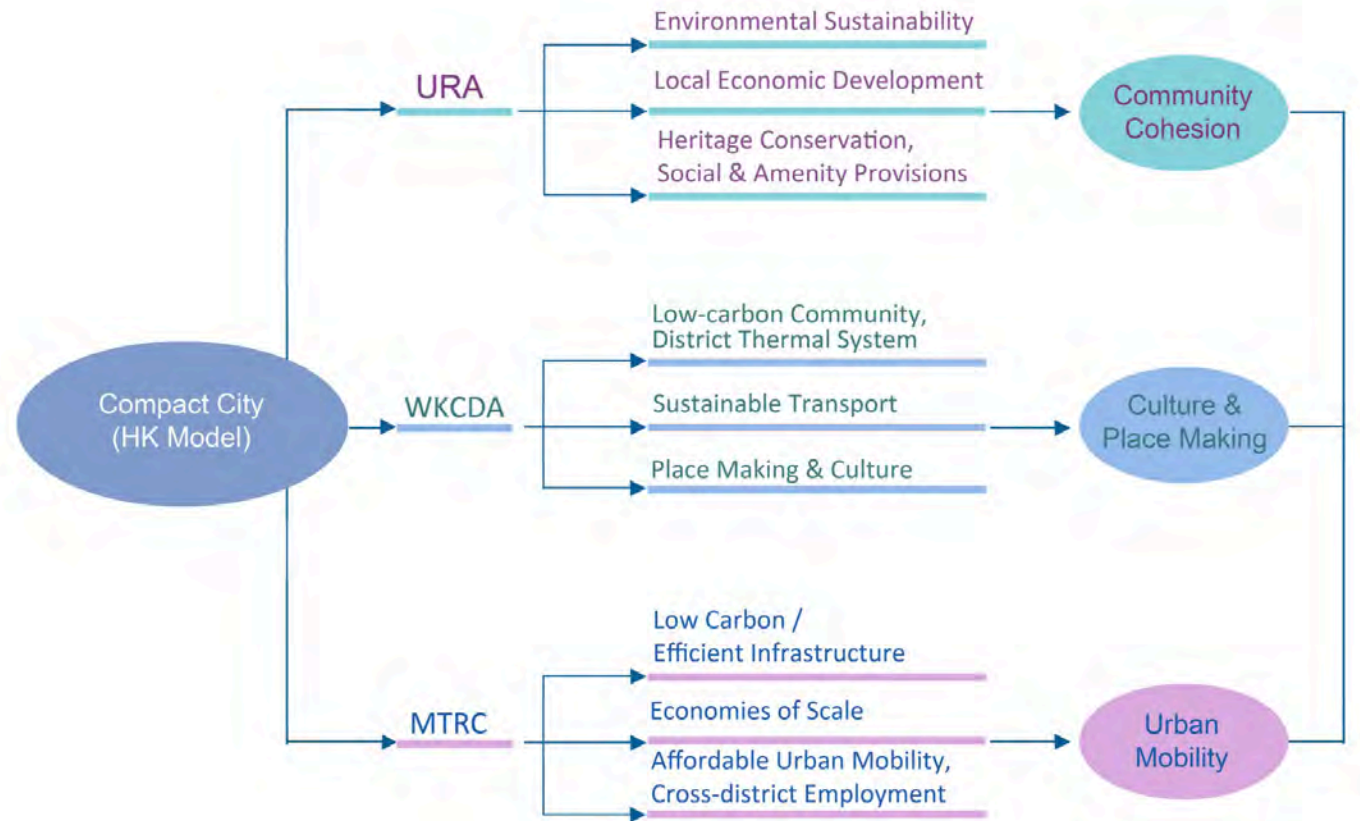 Compact City
(HK Model)
URA
Environmental Sustainability
Local Economic Development
Heritage Conservation,
Social & Amenity Provisions
Community
Cohesion
WKCDA
Low-carbon Community,
District Thermal System
Sustainable Transport
Place Making & Culture
Culture &
Place Making
MTRC
Low Carbon /
Efficient Infrastructure
Economies of Scale
Affordable Urban Mobility,
Cross-district Employment
Urban
Mobility